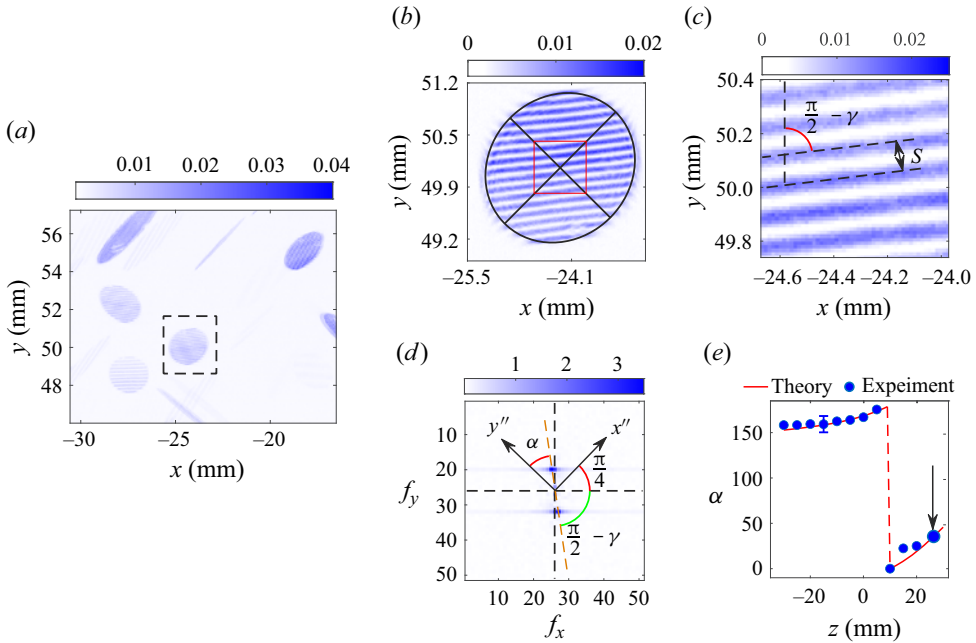 (a)
0.01 0.02 0.03 0.04
y (mm)
56
54
52
50
48
−30 −25 −20
x (mm)
(b)
0 0.01 0.02
y (mm)
51.2
50.5
49.9
49.2
−25.5 −24.1
x (mm)
(c)
0 0.01 0.02
y (mm)
50.4
50.2
50.0
49.8
π/2 − γ
S
−24.6 −24.4 −24.2 −24.0
x (mm)
(d)
1 2 3
f_y
10
20
30
40
50
y″
α
x″
π/4
π/2 − γ
1 10 20 30 40 50
f_x
(e)
Theory Expeiment
α
150
100
50
0
−20 0 20
z (mm)